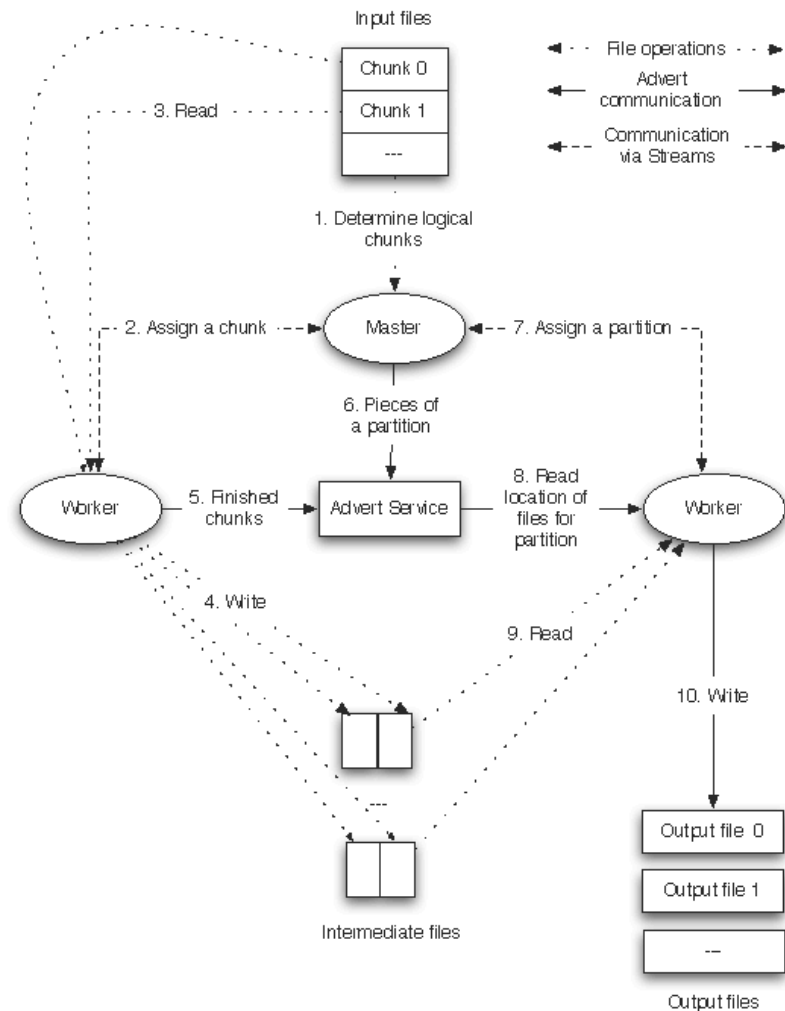 Input files
Chunk 0
Chunk 1
---
File operations
Advert
communication
Communication
via Streams
3. Read
1. Determine logical
chunks
2. Assign a chunk
Master
7. Assign a partition
6. Pieces of
a partition
Worker
5. Finished
chunks
Advert Service
8. Read
location of
files for
partition
Worker
4. Write
9. Read
10. Write
---
Intermediate files
Output file 0
Output file 1
---
Output files